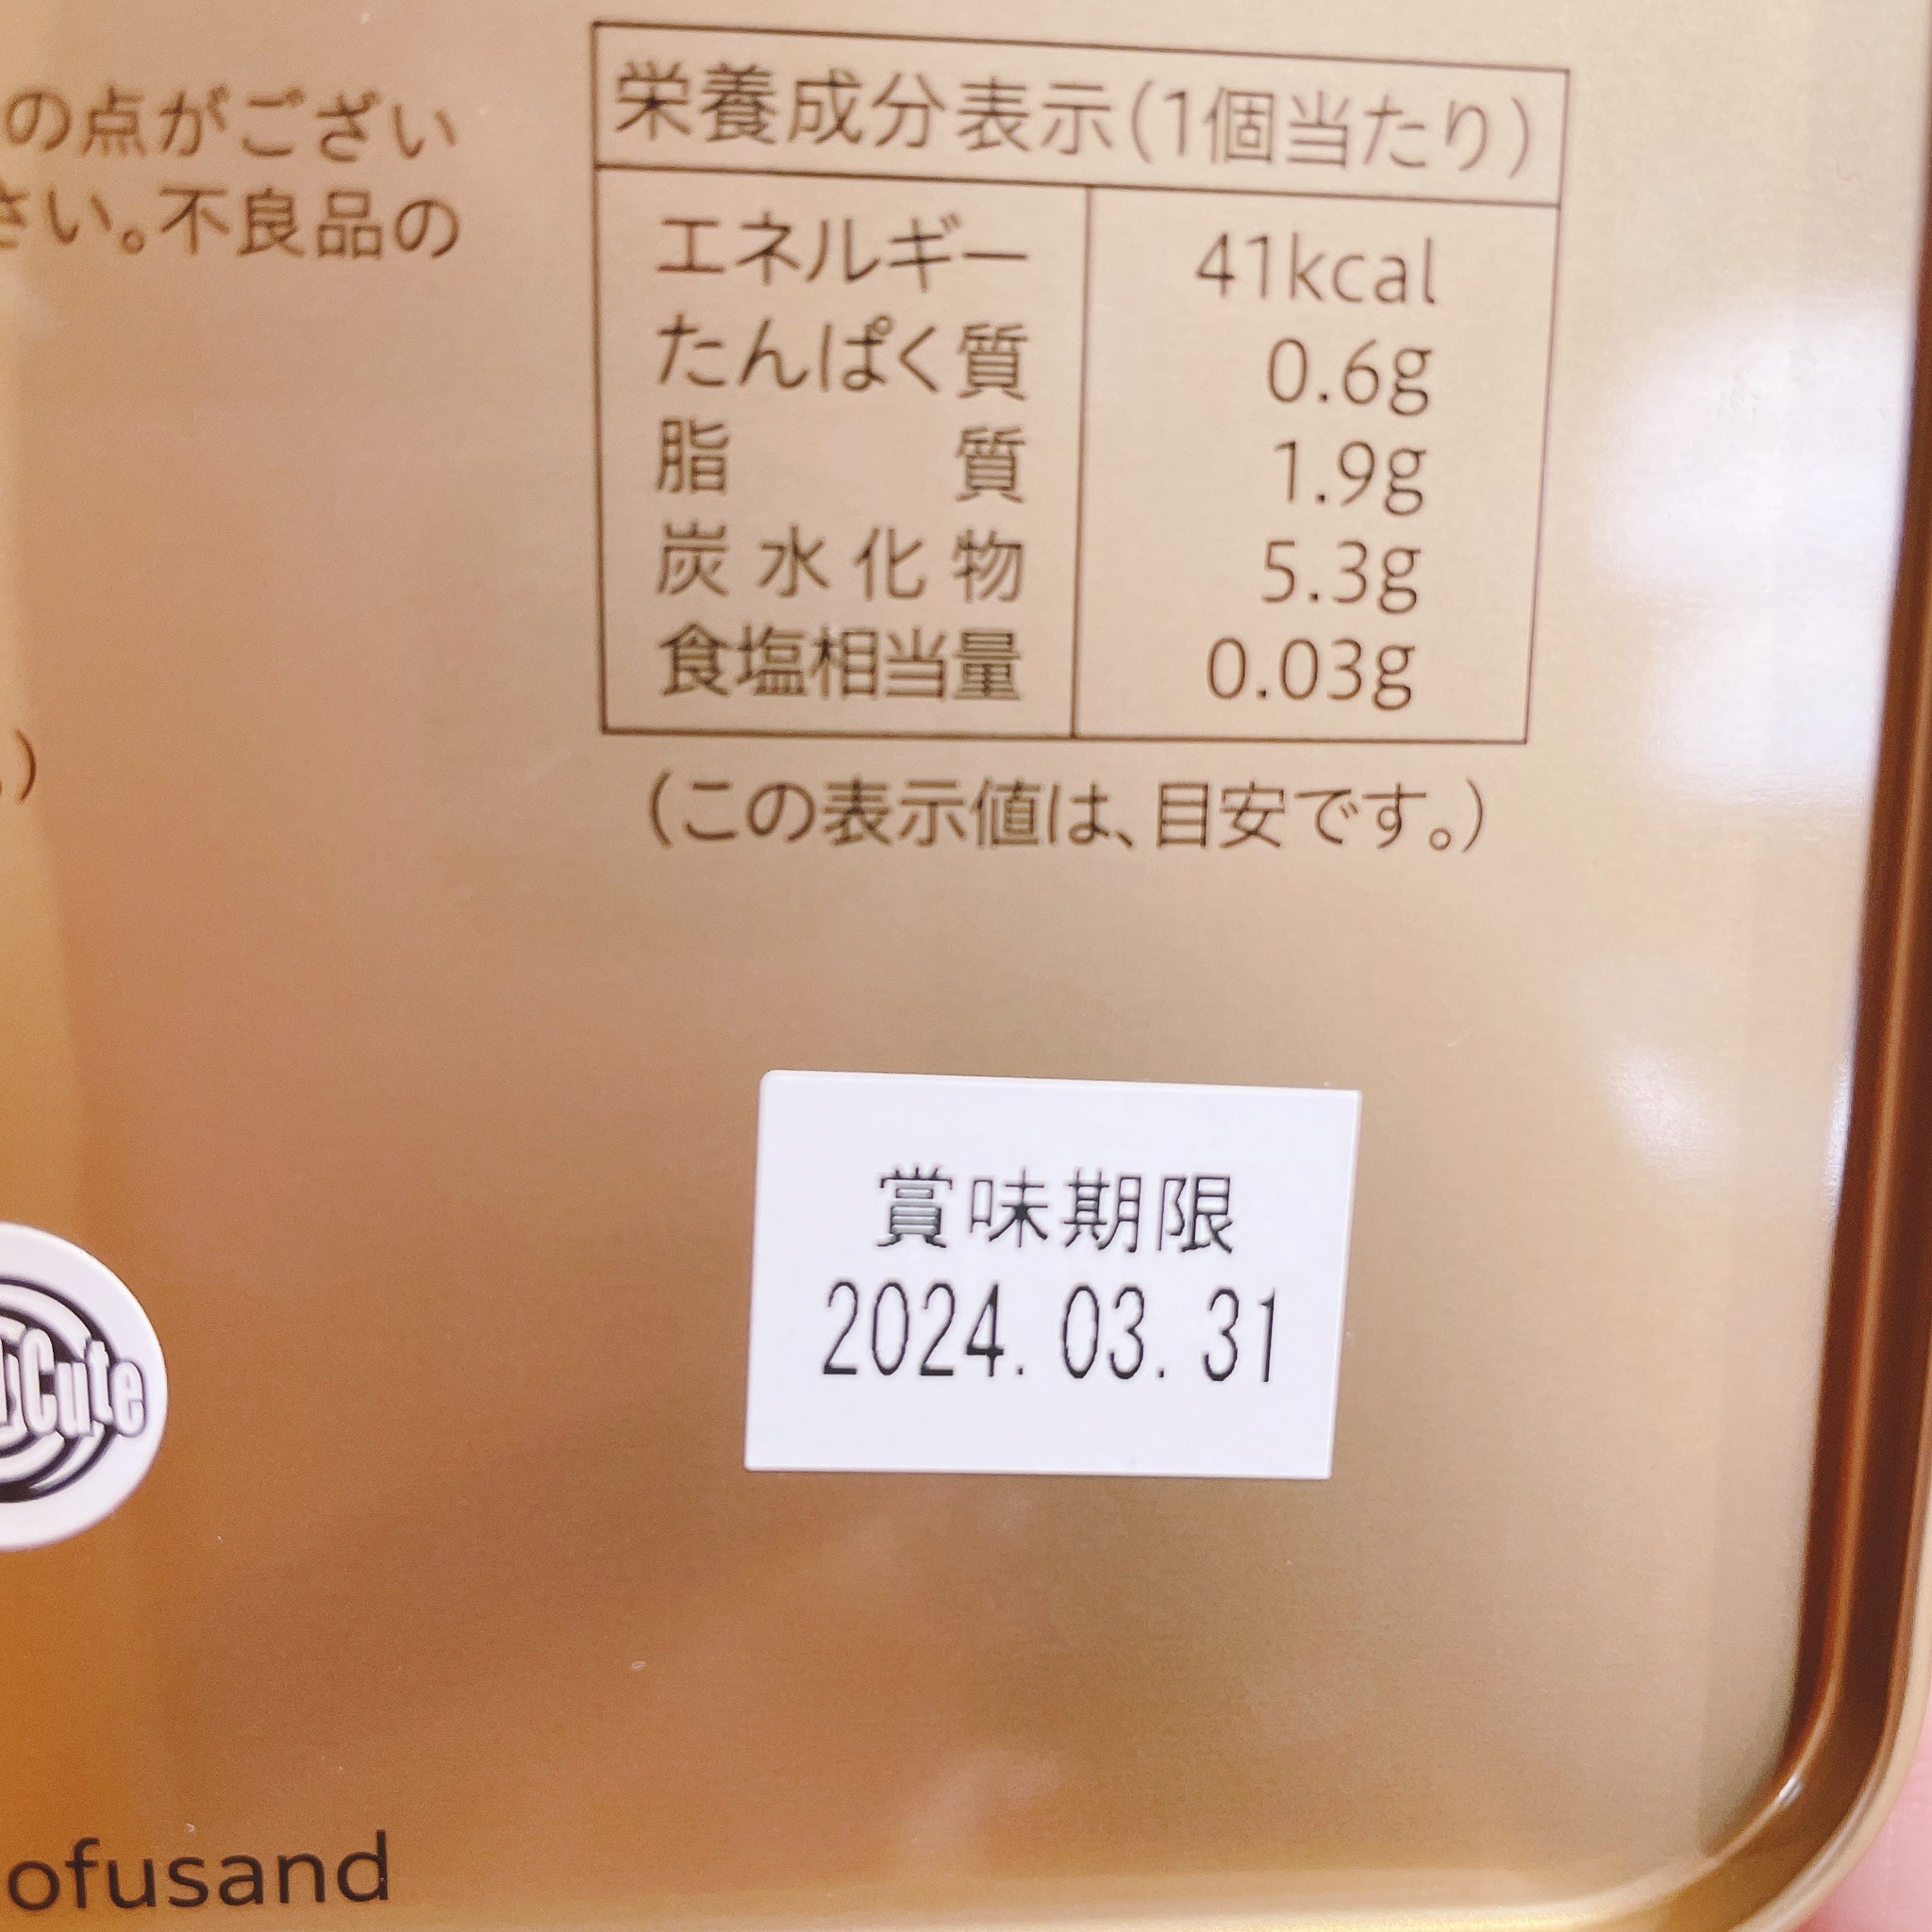 の点がござい
さい。不良品の
栄養成分表示(1個当たり)
エネルギー 41kcal
たんぱく質 0.6g
脂質 1.9g
炭水化物 5.3g
食塩相当量 0.03g
(この表示値は、目安です。)
賞味期限
2024.03.31
Cute
ofusand